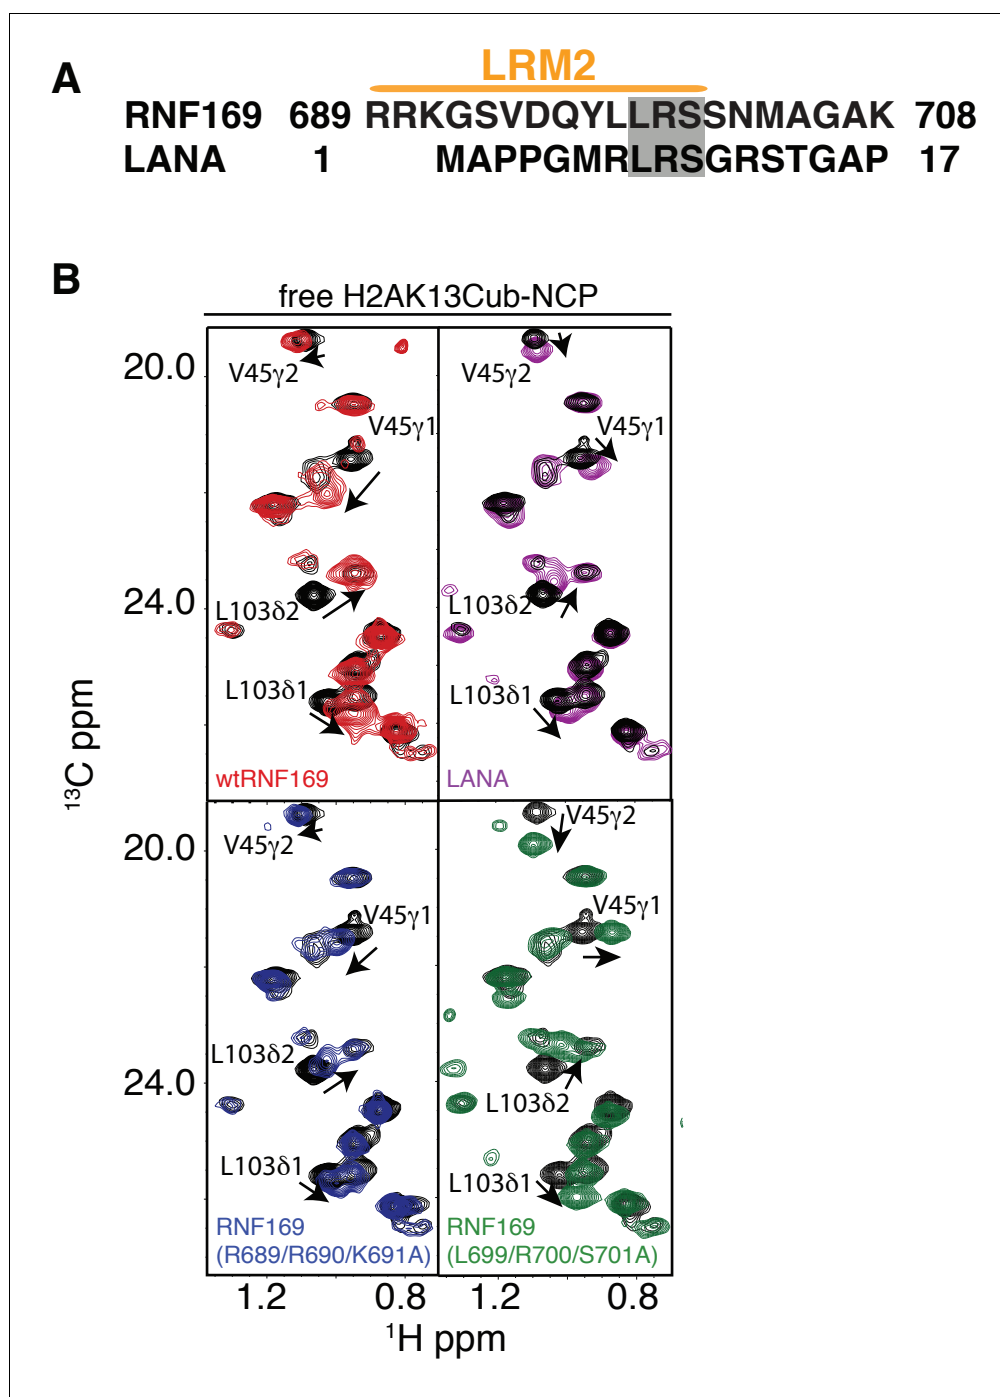 A
LRM2
RNF169 689 RRKGSVDQYLLRSSNMAGAK 708
LANA 1 MAPPGMRLRSGRSTGAP 17
B
free H2AK13Cub-NCP
20.0
V45γ2
V45γ1
24.0
L103δ2
L103δ1
wtRNF169
V45γ2
V45γ1
L103δ2
L103δ1
LANA
13C ppm
20.0
V45γ2
V45γ1
24.0
L103δ2
L103δ1
RNF169
(R689/R690/K691A)
V45γ2
V45γ1
L103δ2
L103δ1
RNF169
(L699/R700/S701A)
1.2 0.8 1.2 0.8
1H ppm